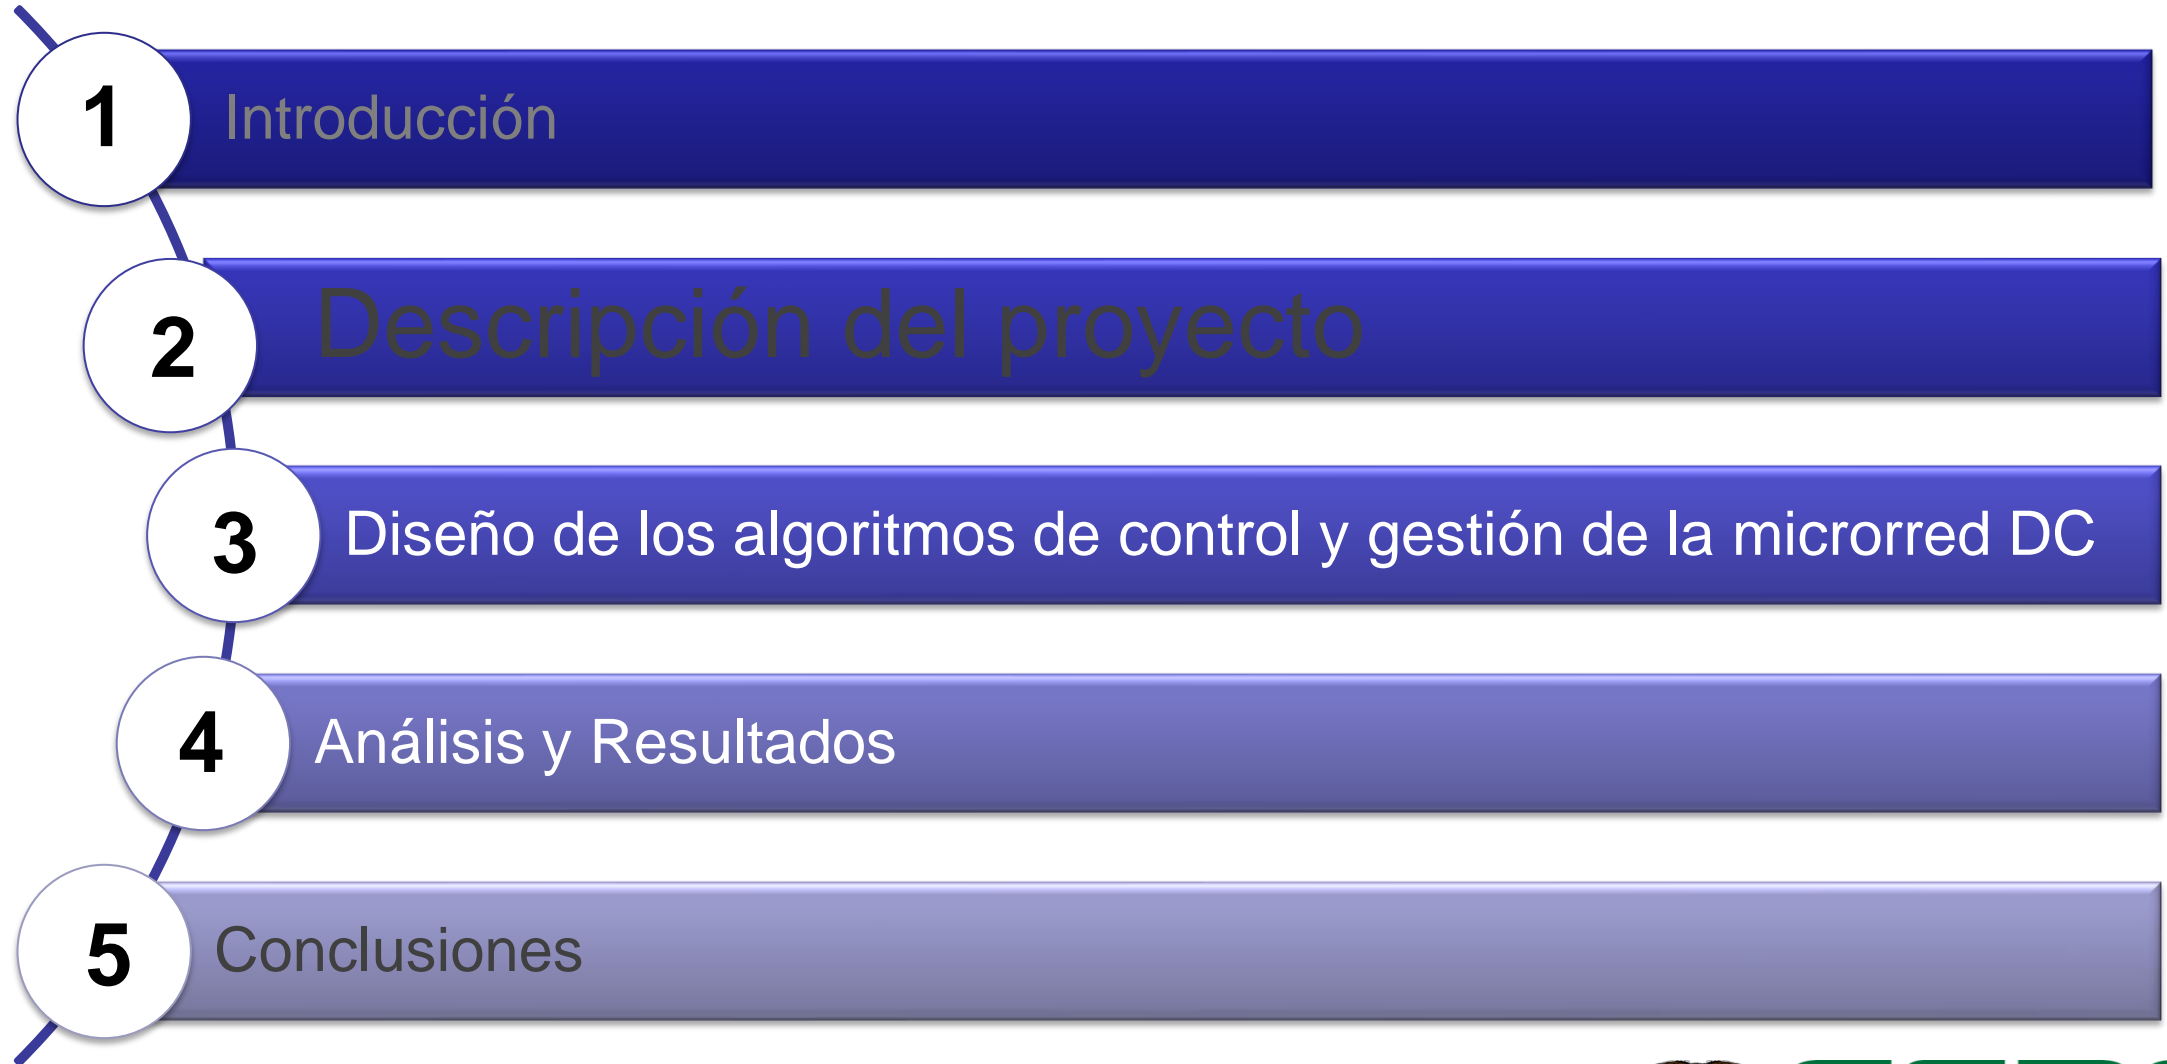 1 Introducción
2 Descripción del proyecto
3 Diseño de los algoritmos de control y gestión de la microrred DC
4 Análisis y Resultados
5 Conclusiones